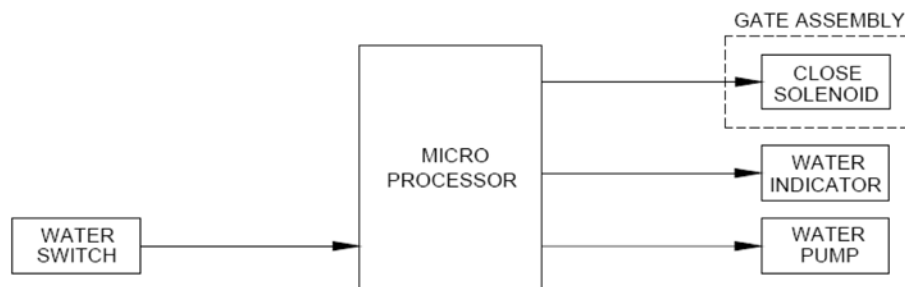 GATE ASSEMBLY
CLOSE
SOLENOID
MICRO
PROCESSOR
WATER
INDICATOR
WATER
SWITCH
WATER
PUMP